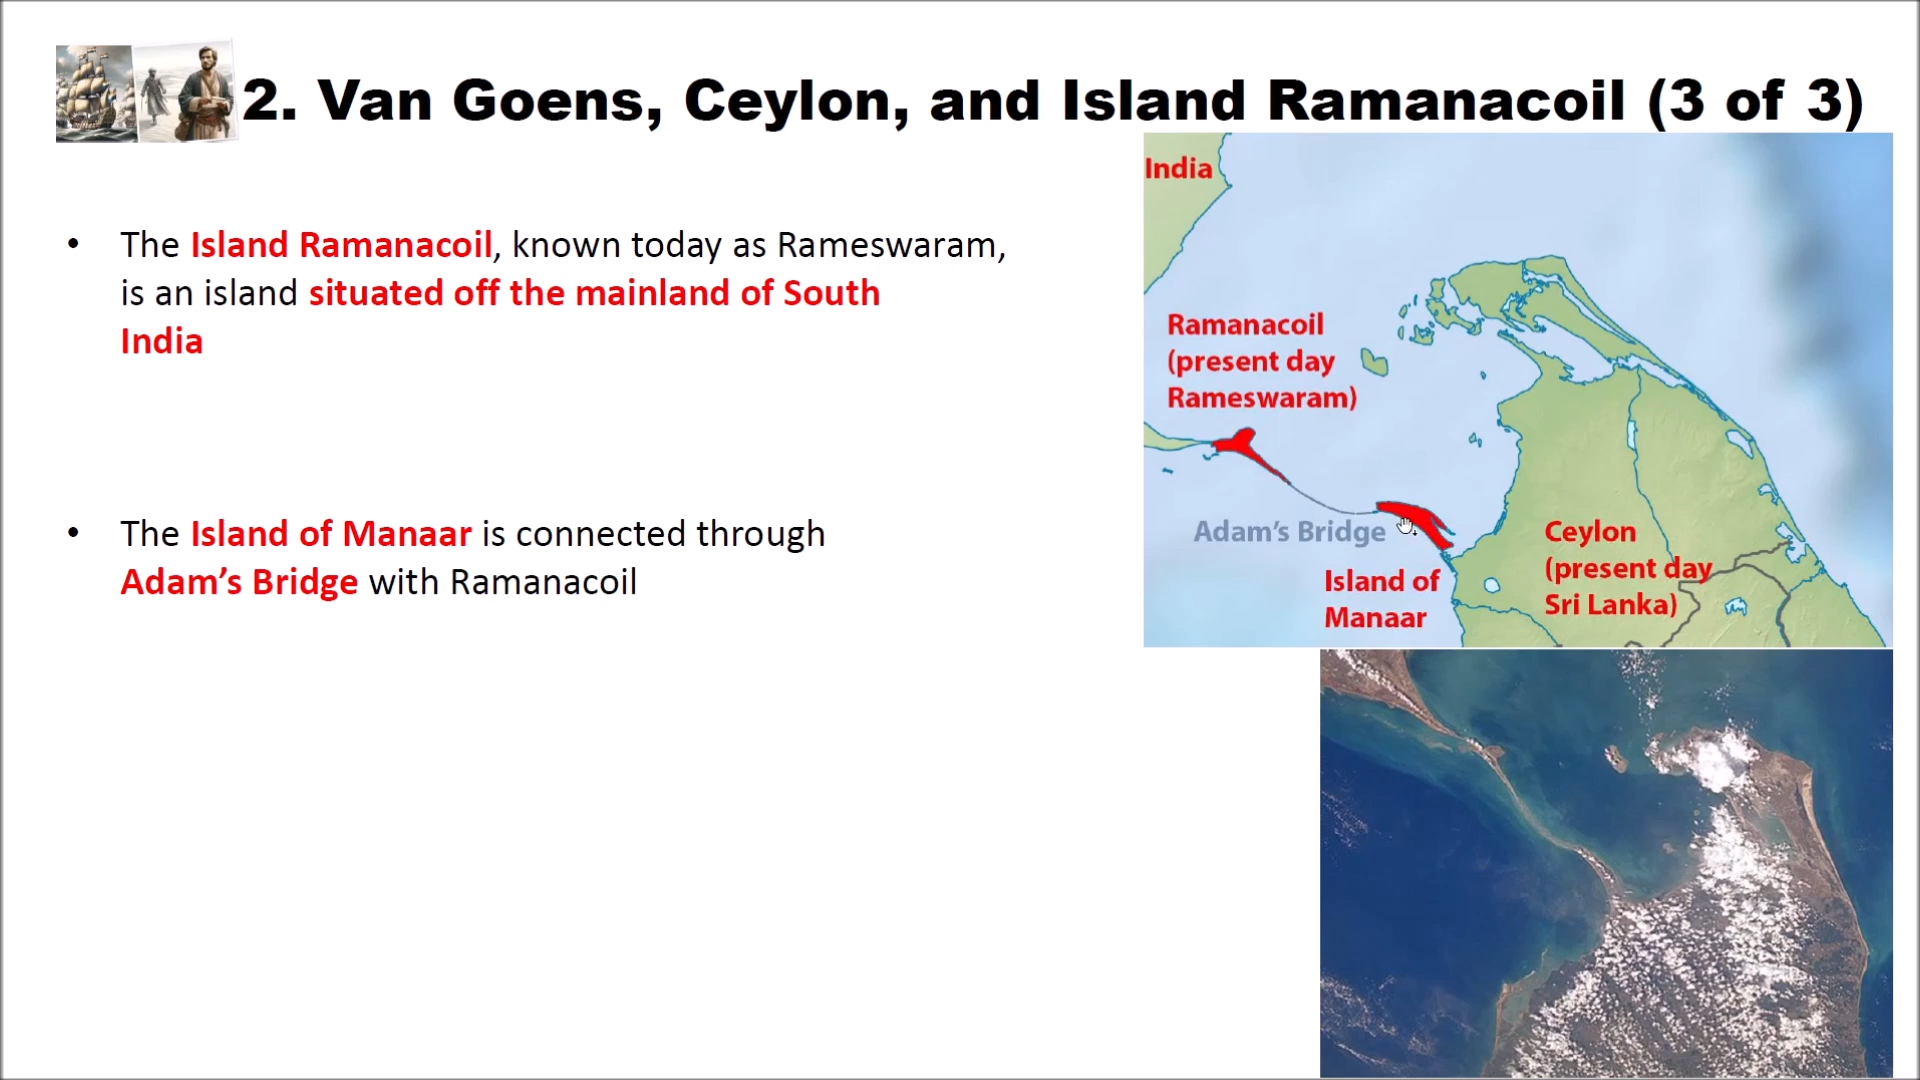 2. Van Goens, Ceylon, and Island Ramanacoil (3 of 3)
• The Island Ramanacoil, known today as Rameswaram,
is an island situated off the mainland of South
India
• The Island of Manaar is connected through
Adam’s Bridge with Ramanacoil
India
Ramanacoil
(present day
Rameswaram)
Adam’s Bridge
Island of
Manaar
Ceylon
(present day
Sri Lanka)